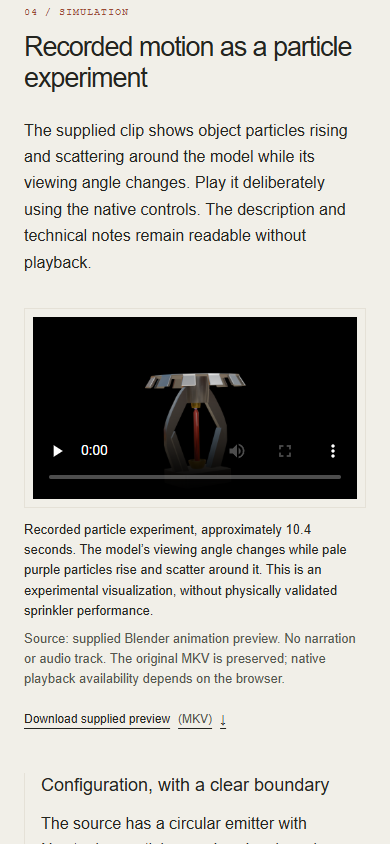 04 / SIMULATION
Recorded motion as a particle
experiment
The supplied clip shows object particles rising
and scattering around the model while its
viewing angle changes. Play it deliberately
using the native controls. The description and
technical notes remain readable without
playback.
0:00
Recorded particle experiment, approximately 10.4
seconds. The model’s viewing angle changes while pale
purple particles rise and scatter around it. This is an
experimental visualization, without physically validated
sprinkler performance.
Source: supplied Blender animation preview. No narration
or audio track. The original MKV is preserved; native
playback availability depends on the browser.
Download supplied preview (MKV) ↓
Configuration, with a clear boundary
The source has a circular emitter with